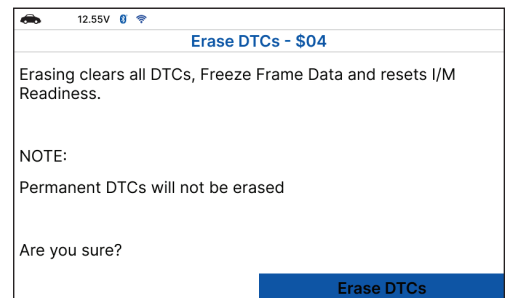 12.55V
Erase DTCs - $04
Erasing clears all DTCs, Freeze Frame Data and resets I/M
Readiness.
NOTE:
Permanent DTCs will not be erased
Are you sure?
Erase DTCs